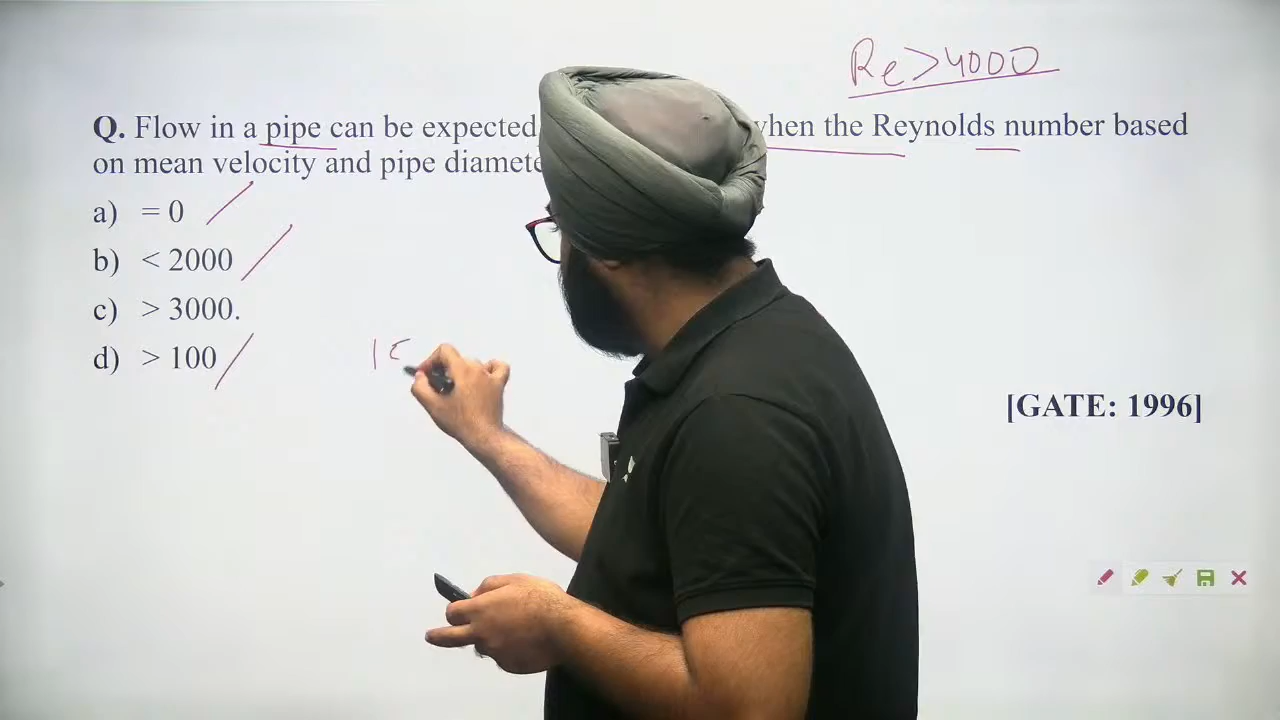 Re>4000
Q. Flow in a pipe can be expected when the Reynolds number based
on mean velocity and pipe
a) = 0
b) < 2000
c) > 3000.
d) > 100
[GATE: 1996]